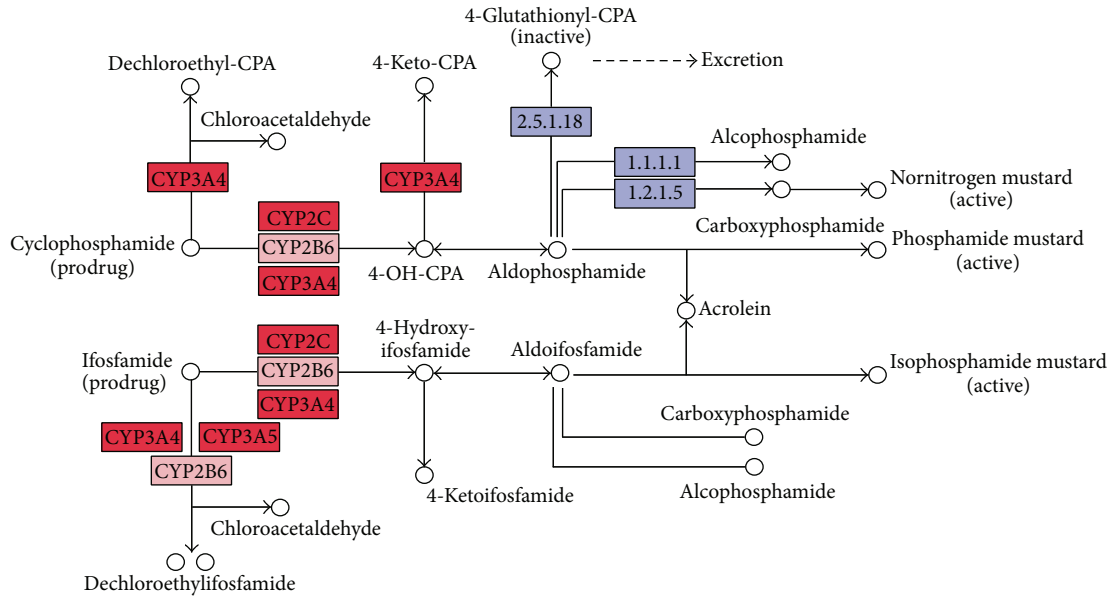 4-Glutathionyl-CPA
(inactive)
Excretion
Dechloroethyl-CPA
4-Keto-CPA
Chloroacetaldehyde
2.5.1.18
Alcophosphamide
1.1.1.1
CYP3A4
CYP3A4
1.2.1.5
Nornitrogen mustard
(active)
CYP2C
Carboxyphosphamide
Cyclophosphamide
(prodrug)
CYP2B6
Phosphamide mustard
(active)
CYP3A4
4-OH-CPA
Aldophosphamide
Acrolein
CYP2C
4-Hydroxy-
ifosfamide
Aldoifosfamide
Ifosfamide
(prodrug)
CYP2B6
Isophosphamide mustard
(active)
CYP3A4
Carboxyphosphamide
CYP3A4
CYP3A5
CYP2B6
4-Ketoifosfamide
Alcophosphamide
Chloroacetaldehyde
Dechloroethylifosfamide